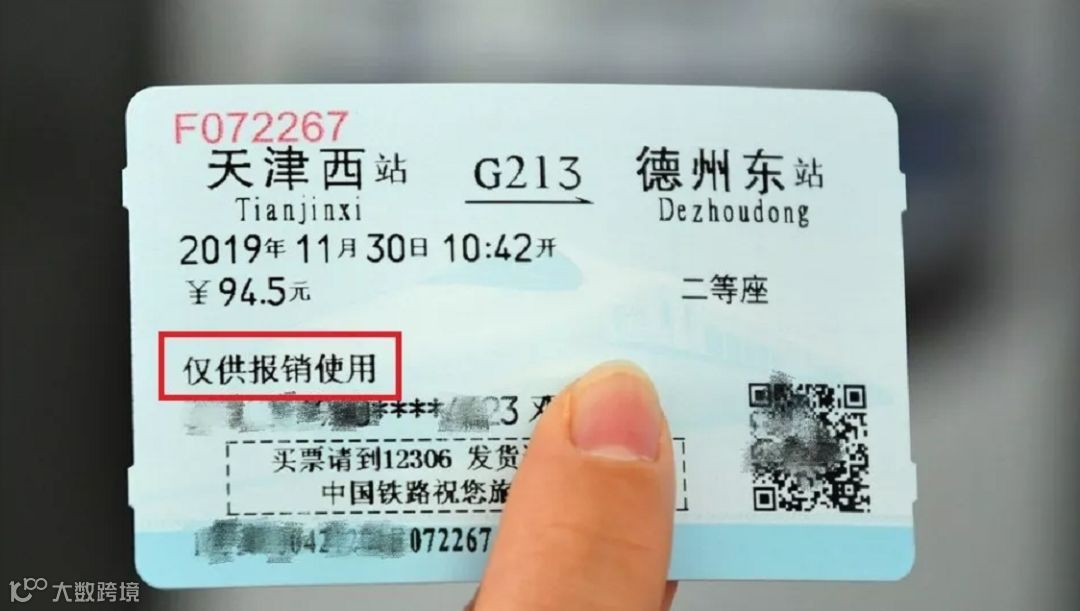 F072267
天津西站 G213 德州东站
Tianjinxi Dezhoudong
2019年11月30日 10:42开
¥94.5元 二等座
仅供报销使用
****23
买票请到12306 发货
中国铁路祝您旅
072267
大数跨境